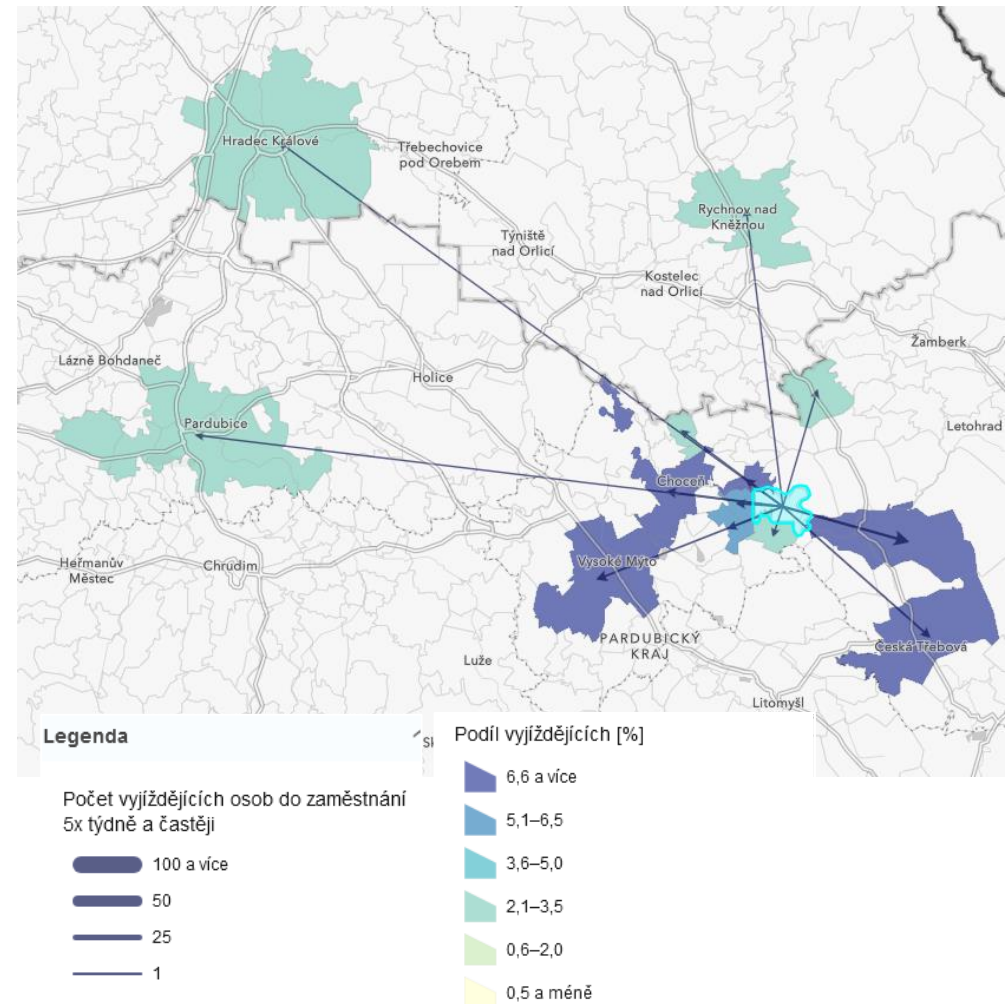 Hradec Králové
Třebechovice
pod Orebem
Rychnov nad
Kněžnou
Týniště
nad Orlicí
Kostelec
nad Orlicí
Žamberk
Lázně Bohdaneč
Holice
Pardubice
Letohrad
Choceň
Heřmanův
Městec
Chrudim
Vysoké Mýto
PARDUBICKÝ
KRAJ
Česká Třebová
Luže
Litomyšl
Legenda
Sk
Počet vyjíždějících osob do zaměstnání
5x týdně a častěji
100 a více
50
25
1
Podíl vyjíždějících [%]
6,6 a více
5,1–6,5
3,6–5,0
2,1–3,5
0,6–2,0
0,5 a méně